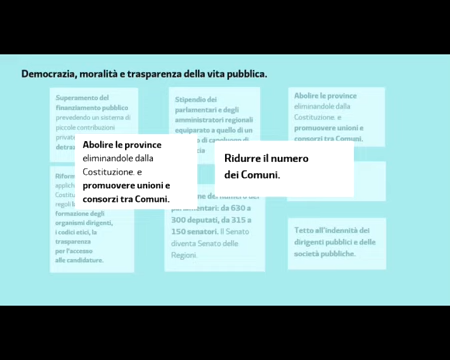 Democrazia, moralità e trasparenza della vita pubblica.
Superamento del
finanziamento pubblico
prevedendo un sistema di
piccole contribuzioni
Stipendio dei
parlamentari e degli
amministratori regionali
equiparato a quello di un
Abolire le province
eliminandole dalla
Costituzione. e
promuovere unioni e
consorzi tra Comuni.
Abolire le province
eliminandole dalla
Costituzione. e
promuovere unioni e
consorzi tra Comuni.
Ridurre il numero
dei Comuni.
formazione degli
organismi dirigenti,
i codici etici, la
trasparenza
per l'accesso
alle candidature.
da 630 a
300 deputati, da 315 a
150 senatori. Il Senato
diventa Senato delle
Regioni
Tetto all'indennità dei
dirigenti pubblici e delle
società pubbliche.